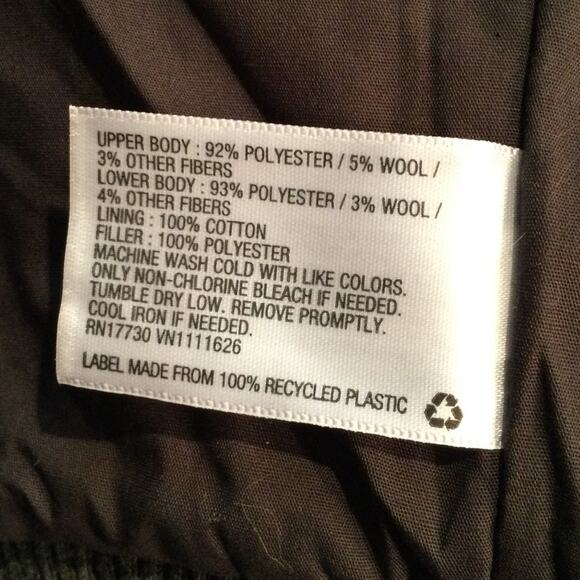 UPPER BODY : 92% POLYESTER / 5% WOOL /
3% OTHER FIBERS
LOWER BODY : 93% POLYESTER / 3% WOOL /
4% OTHER FIBERS
LINING : 100% COTTON
FILLER : 100% POLYESTER
MACHINE WASH COLD WITH LIKE COLORS.
ONLY NON-CHLORINE BLEACH IF NEEDED.
TUMBLE DRY LOW. REMOVE PROMPTLY.
COOL IRON IF NEEDED.
RN17730 VN1111626
LABEL MADE FROM 100% RECYCLED PLASTIC